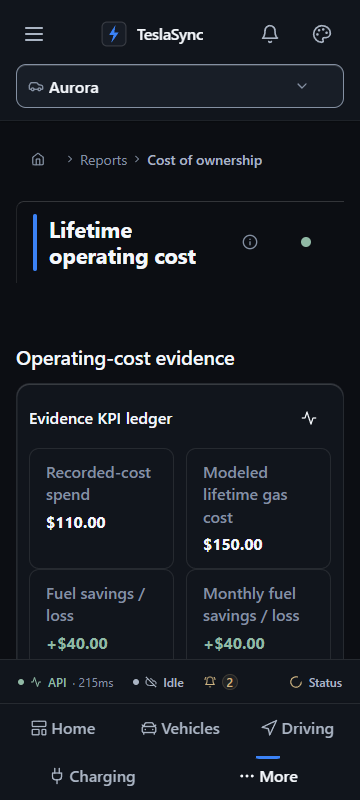 TeslaSync
Aurora
Reports
Cost of ownership
Lifetime
operating cost
Operating-cost evidence
Evidence KPI ledger
Recorded-cost
spend
$110.00
Modeled
lifetime gas
cost
$150.00
Fuel savings /
loss
+$40.00
Monthly fuel
savings / loss
+$40.00
API · 215ms
Idle
2
Status
Home
Vehicles
Driving
Charging
More